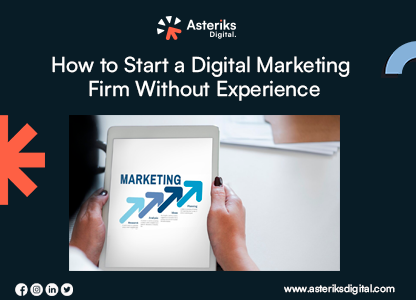 Asteriks
Digital.
How to Start a Digital Marketing
Firm Without Experience
MARKETING
www.asteriksdigital.com